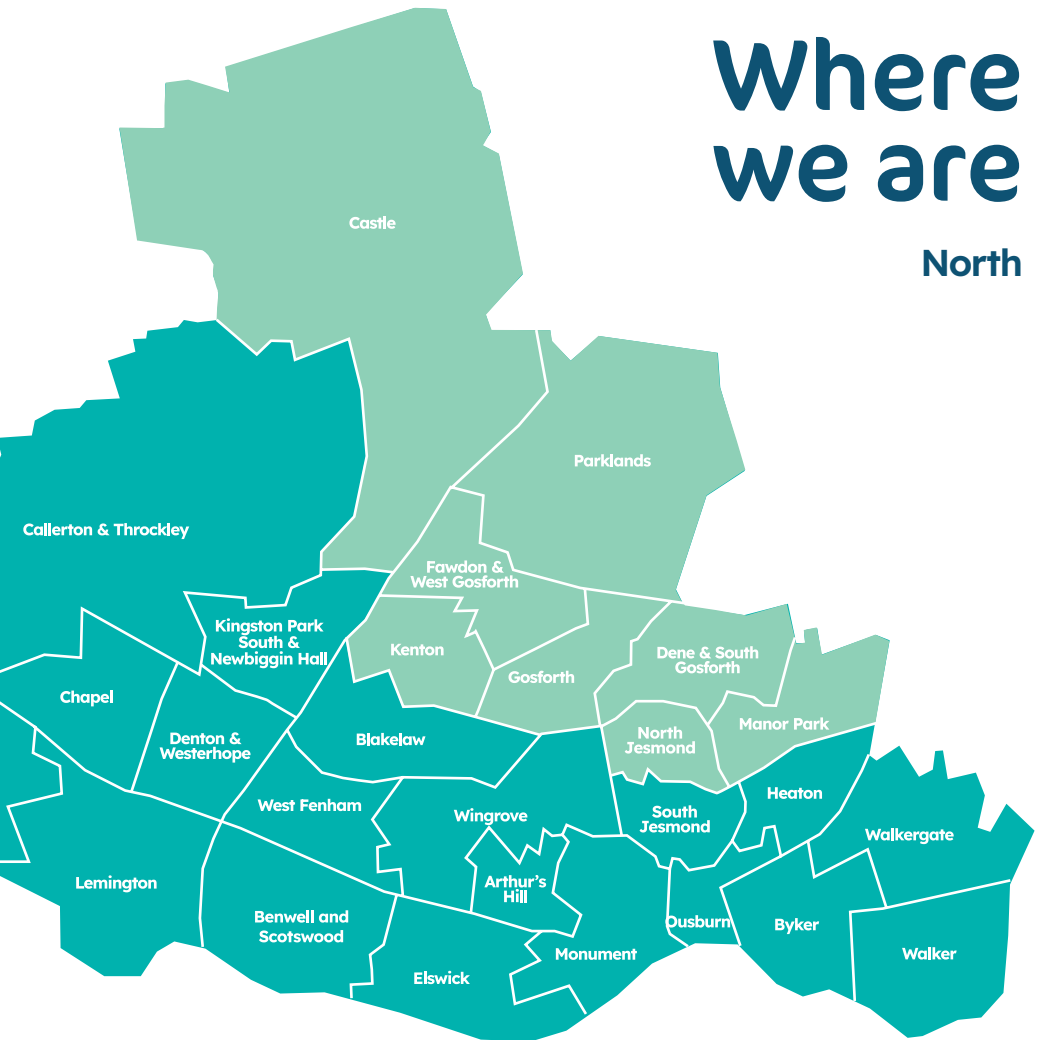 Where
we are
North
Castle
Parklands
Callerton & Throckley
Fawdon &
West Gosforth
Kingston Park
South &
Newbiggin Hall
Kenton
Gosforth
Dene & South
Gosforth
Chapel
Denton &
Westerhope
Blakelaw
North
Jesmond
Manor Park
West Fenham
Wingrove
South
Jesmond
Heaton
Walkergate
Lemington
Arthur's
Hill
Benwell and
Scotswood
Ousburn
Byker
Elswick
Monument
Walker